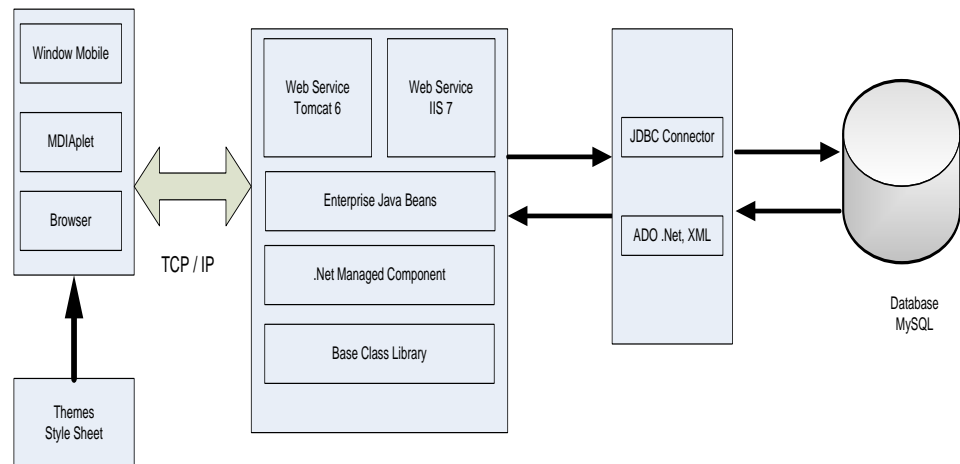 Window Mobile
MDIAplet
Browser
Themes
Style Sheet
TCP / IP
Web Service
Tomcat 6
Web Service
IIS 7
Enterprise Java Beans
.Net Managed Component
Base Class Library
JDBC Connector
ADO .Net, XML
Database
MySQL